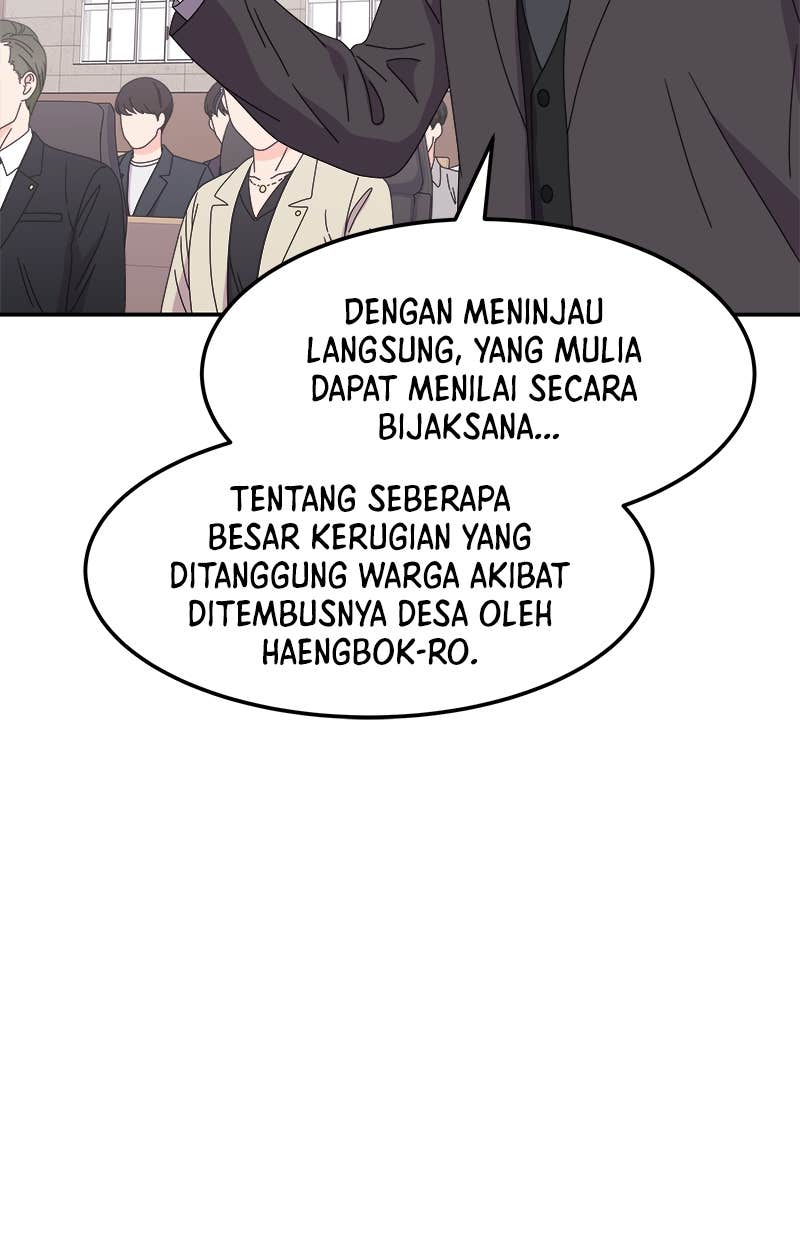 DENGAN MENINJAU
LANGSUNG, YANG MULIA
DAPAT MENILAI SECARA
BIJAKSANA...
TENTANG SEBERAPA
BESAR KERUGIAN YANG
DITANGGUNG WARGA AKIBAT
DITEMBUSNYA DESA OLEH
HAENGBOK-RO.